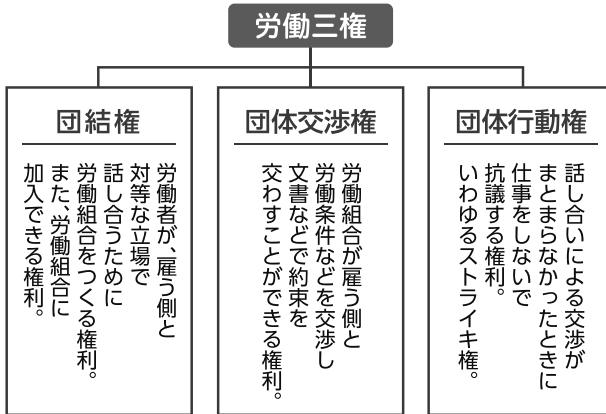 労働三権
団結権
労働者が、雇う側と
対等な立場で
話し合うために
労働組合をつくる権利。
また、労働組合に
加入できる権利。
団体交渉権
労働組合が雇う側と
労働条件などを交渉し
文書などで約束を
交わすことができる権利。
団体行動権
話し合いによる交渉が
まとまらなかったときに
仕事をしないで
抗議する権利。
いわゆるストライキ権。